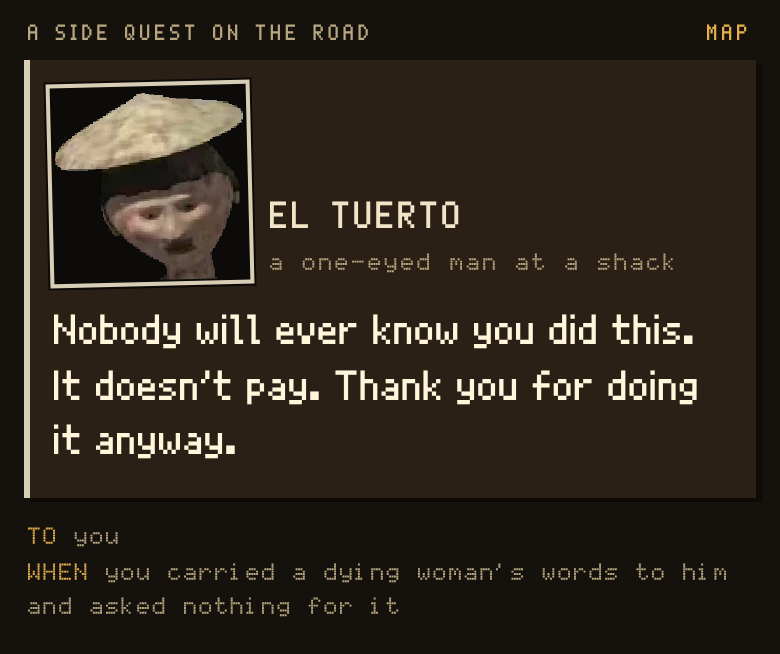 A SIDE QUEST ON THE ROAD
MAP
EL TUERTO
a one-eyed man at a shack
Nobody will ever know you did this.
It doesn't pay. Thank you for doing
it anyway.
TO you
WHEN you carried a dying woman's words to him
and asked nothing for it